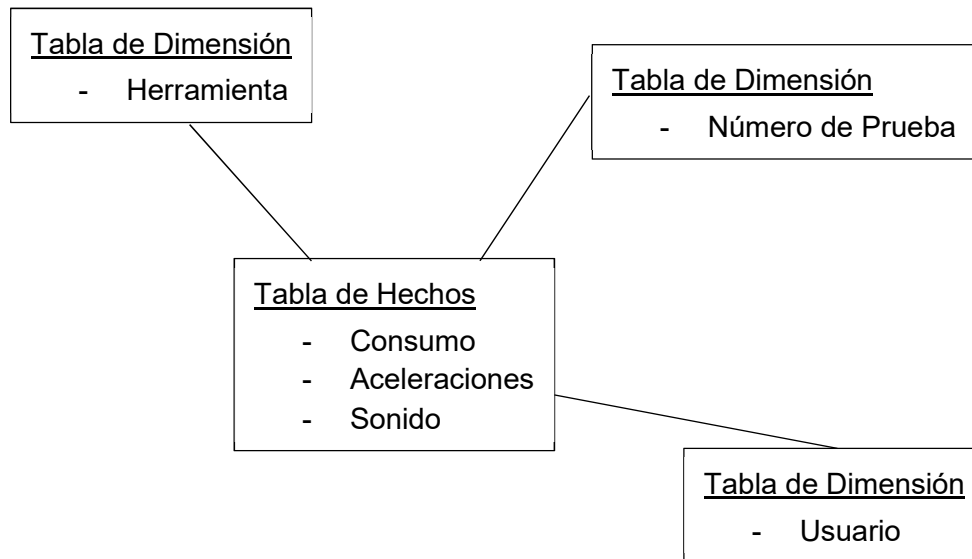 Tabla de Dimensión
- Herramienta
Tabla de Dimensión
- Número de Prueba
Tabla de Hechos
- Consumo
- Aceleraciones
- Sonido
Tabla de Dimensión
- Usuario